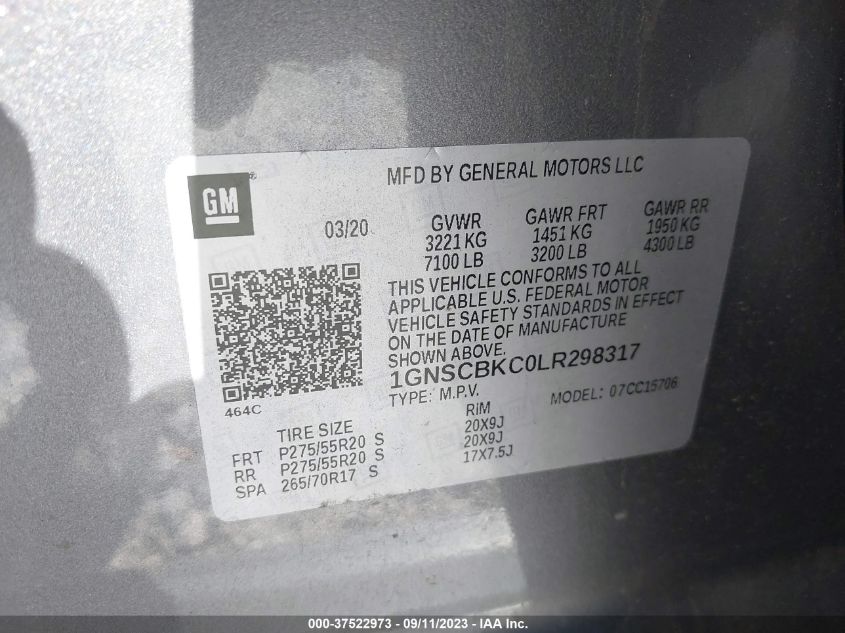 GM
MFD BY GENERAL MOTORS LLC
03/20
GVWR
3221 KG
7100 LB
GAWR FRT
1451 KG
3200 LB
GAWR RR
1950 KG
4300 LB
THIS VEHICLE CONFORMS TO ALL
APPLICABLE U.S. FEDERAL MOTOR
VEHICLE SAFETY STANDARDS IN EFFECT
ON THE DATE OF MANUFACTURE
SHOWN ABOVE.
1GNSCBKC0LR298317
TYPE: M.P.V.
MODEL: 07CC15706
464C
TIRE SIZE
RIM
FRT P275/55R20 S 20X9J
RR P275/55R20 S 20X9J
SPA 265/70R17 S 17X7.5J
000-37522973 - 09/11/2023 - © IAA Inc.